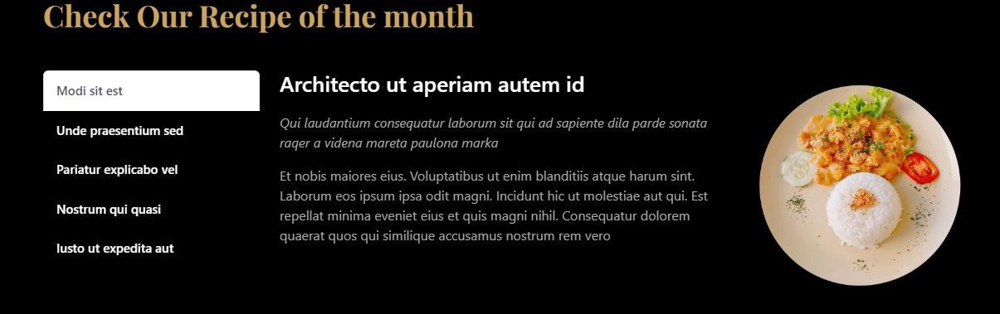 Check Our Recipe of the month
Modi sit est
Unde praesentium sed
Pariatur explicabo vel
Nostrum qui quasi
Iusto ut expedita aut
Architecto ut aperiam autem id
Qui laudantium consequatur laborum sit qui ad sapiente dila parde sonata
raqer a videna mareta paulona marka
Et nobis maiores eius. Voluptatibus ut enim blanditiis atque harum sint.
Laborum eos ipsum ipsa odit magni. Incidunt hic ut molestiae aut qui. Est
repellat minima eveniet eius et quis magni nihil. Consequatur dolorem
quaerat quos qui similique accusamus nostrum rem vero